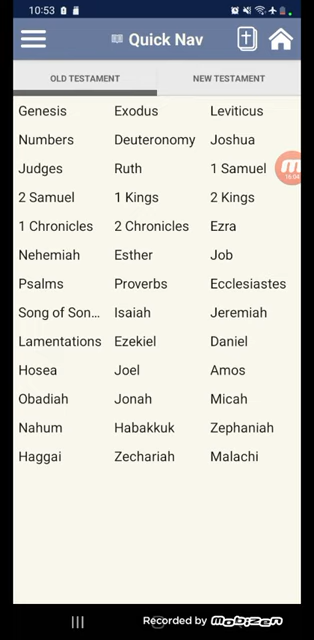 10:53
Quick Nav
OLD TESTAMENT NEW TESTAMENT
Genesis Exodus Leviticus
Numbers Deuteronomy Joshua
Judges Ruth 1 Samuel
2 Samuel 1 Kings 2 Kings
1 Chronicles 2 Chronicles Ezra
Nehemiah Esther Job
Psalms Proverbs Ecclesiastes
Song of Son... Isaiah Jeremiah
Lamentations Ezekiel Daniel
Hosea Joel Amos
Obadiah Jonah Micah
Nahum Habakkuk Zephaniah
Haggai Zechariah Malachi
m
16:04
Recorded by mobizen